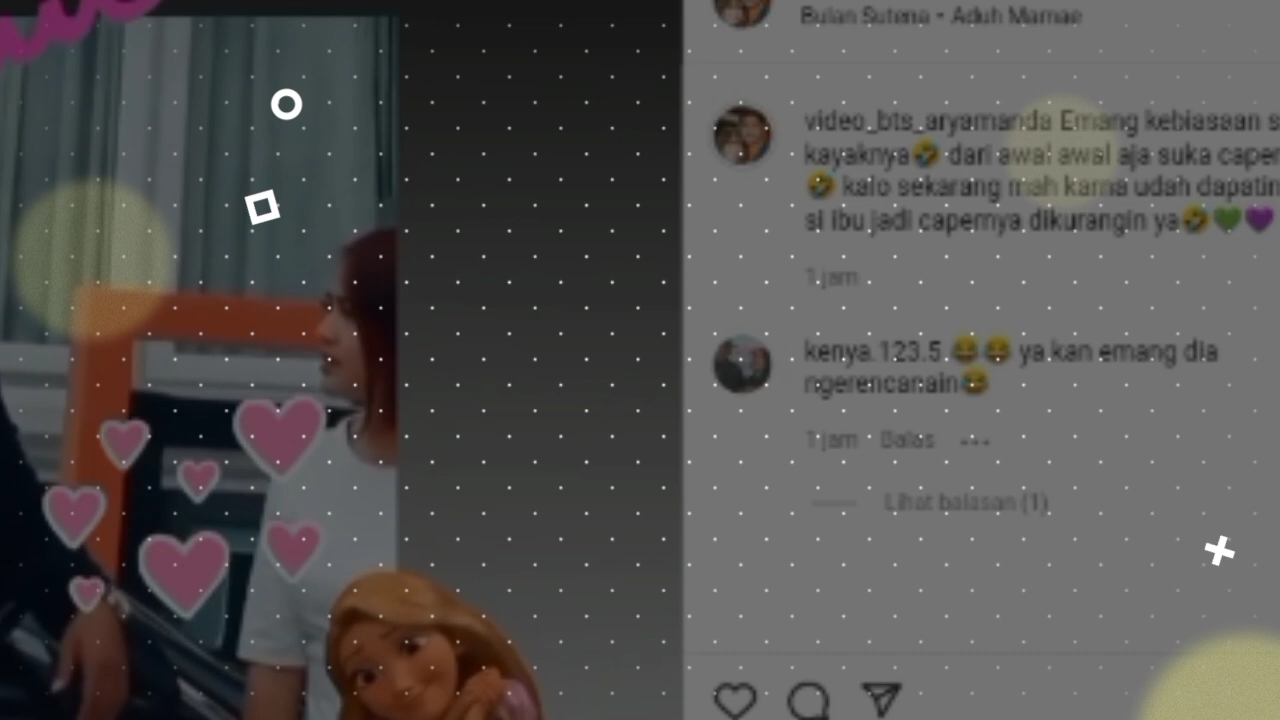 Bulan Sutena • Aduh Mamae
video_bts_aryamanda Emang kebiasaan s
kayaknya🤣 dari awal awal aja suka caper
🤣 kalo sekarang mah karna udah dapatin
si ibu jadi capernya dikurangin ya🤣💚💜
1 jam
kenya.123.5 😂😂 ya kan emang dia
ngerencanain😂
1 jam Balas •••
Lihat balasan (1)